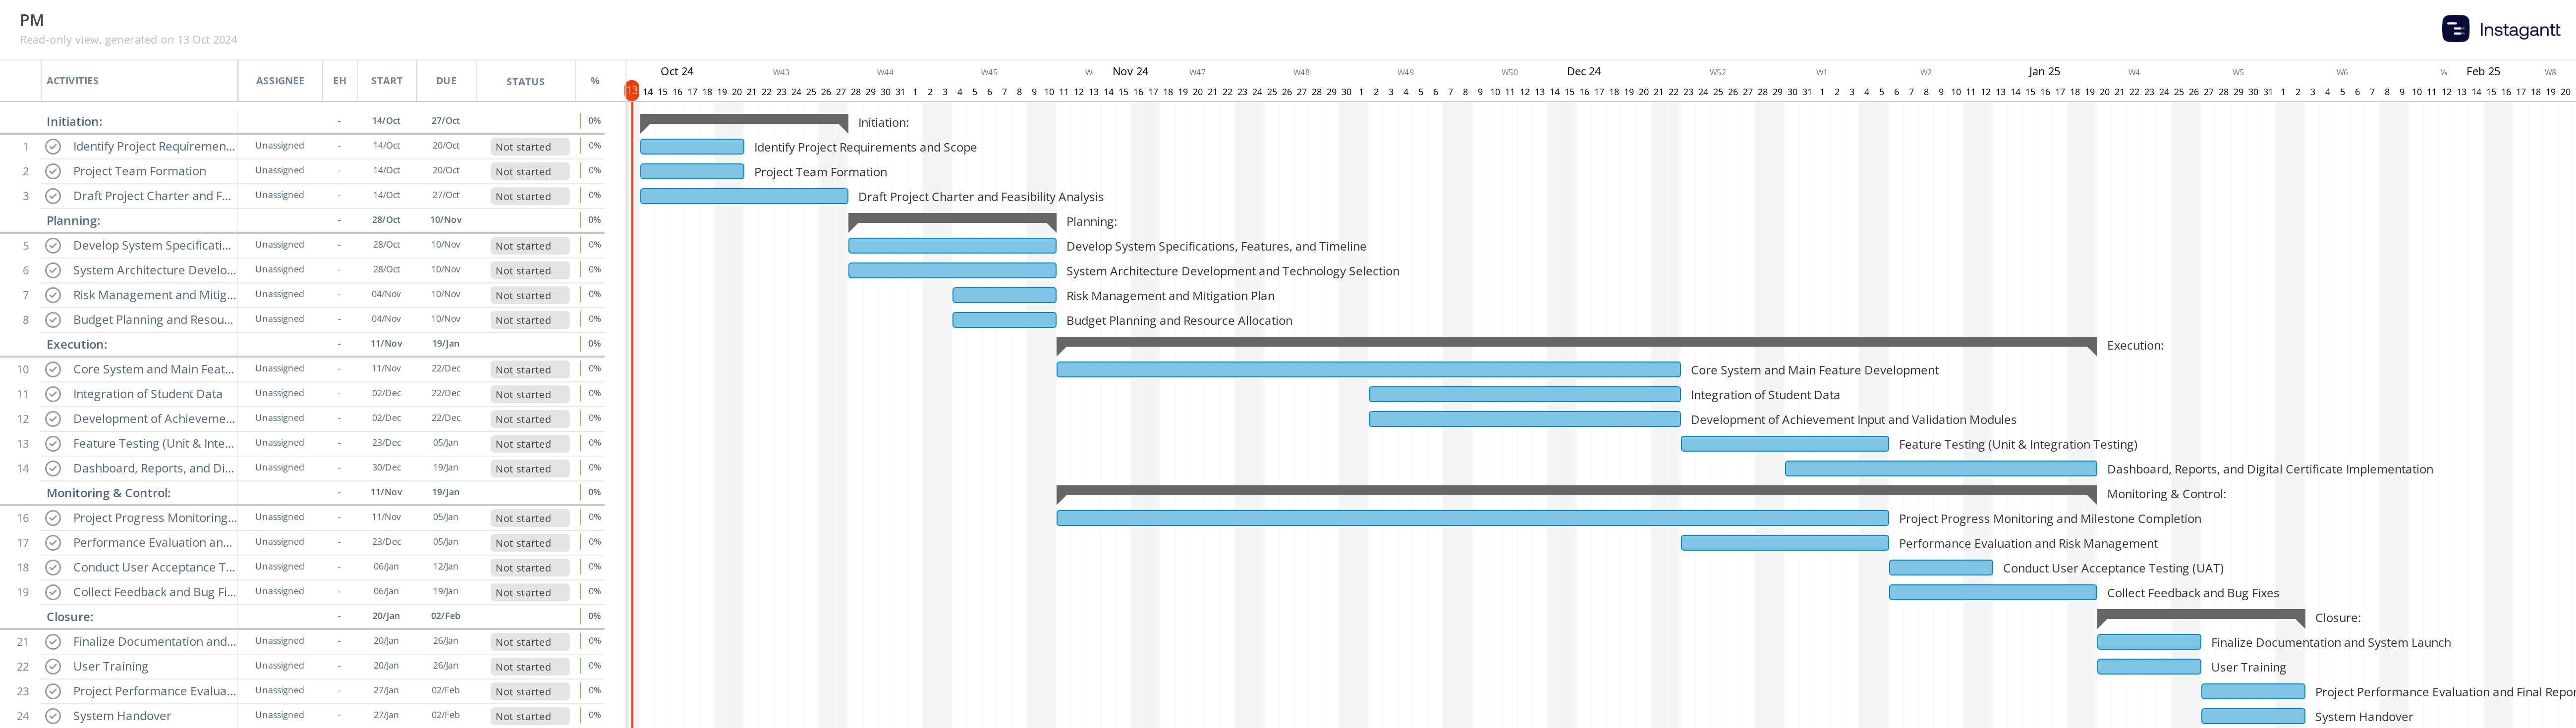 PM
Read-only view, generated on 13 Oct 2024
Instagantt
ACTIVITIES ASSIGNEE EH START DUE STATUS %
Oct 24 W43 W44 W45 W- Nov 24 W47 W48 W49 W50 Dec 24 W52 W1 W2 Jan 25 W4 W5 W6 W Feb 25 W8
13 14 15 16 17 18 19 20 21 22 23 24 25 26 27 28 29 30 31 1 2 3 4 5 6 7 8 9 10 11 12 13 14 15 16 17 18 19 20 21 22 23 24 25 26 27 28 29 30 1 2 3 4 5 6 7 8 9 10 11 12 13 14 15 16 17 18 19 20 21 22 23 24 25 26 27 28 29 30 31 1 2 3 4 5 6 7 8 9 10 11 12 13 14 15 16 17 18 19 20 21 22 23 24 25 26 27 28 29 30 31 1 2 3 4 5 6 7 8 9 10 11 12 13 14 15 16 17 18 19 20
Initiation: - 14/Oct 27/Oct 0% Initiation:
1 Identify Project Requiremen... Unassigned - 14/Oct 20/Oct Not started 0% Identify Project Requirements and Scope
2 Project Team Formation Unassigned - 14/Oct 20/Oct Not started 0% Project Team Formation
3 Draft Project Charter and F... Unassigned - 14/Oct 27/Oct Not started 0% Draft Project Charter and Feasibility Analysis
Planning: - 28/Oct 10/Nov 0% Planning:
5 Develop System Specificati... Unassigned - 28/Oct 10/Nov Not started 0% Develop System Specifications, Features, and Timeline
6 System Architecture Develo... Unassigned - 28/Oct 10/Nov Not started 0% System Architecture Development and Technology Selection
7 Risk Management and Mitig... Unassigned - 04/Nov 10/Nov Not started 0% Risk Management and Mitigation Plan
8 Budget Planning and Resou... Unassigned - 04/Nov 10/Nov Not started 0% Budget Planning and Resource Allocation
Execution: - 11/Nov 19/Jan 0% Execution:
10 Core System and Main Feat... Unassigned - 11/Nov 22/Dec Not started 0% Core System and Main Feature Development
11 Integration of Student Data Unassigned - 02/Dec 22/Dec Not started 0% Integration of Student Data
12 Development of Achieveme... Unassigned - 02/Dec 22/Dec Not started 0% Development of Achievement Input and Validation Modules
13 Feature Testing (Unit & Inte... Unassigned - 23/Dec 05/Jan Not started 0% Feature Testing (Unit & Integration Testing)
14 Dashboard, Reports, and Di... Unassigned - 30/Dec 19/Jan Not started 0% Dashboard, Reports, and Digital Certificate Implementation
Monitoring & Control: - 11/Nov 19/Jan 0% Monitoring & Control:
16 Project Progress Monitoring... Unassigned - 11/Nov 05/Jan Not started 0% Project Progress Monitoring and Milestone Completion
17 Performance Evaluation an... Unassigned - 23/Dec 05/Jan Not started 0% Performance Evaluation and Risk Management
18 Conduct User Acceptance T... Unassigned - 06/Jan 12/Jan Not started 0% Conduct User Acceptance Testing (UAT)
19 Collect Feedback and Bug Fi... Unassigned - 06/Jan 19/Jan Not started 0% Collect Feedback and Bug Fixes
Closure: - 20/Jan 02/Feb 0% Closure:
21 Finalize Documentation and... Unassigned - 20/Jan 26/Jan Not started 0% Finalize Documentation and System Launch
22 User Training Unassigned - 20/Jan 26/Jan Not started 0% User Training
23 Project Performance Evalua... Unassigned - 27/Jan 02/Feb Not started 0% Project Performance Evaluation and Final Repor
24 System Handover Unassigned - 27/Jan 02/Feb Not started 0% System Handover